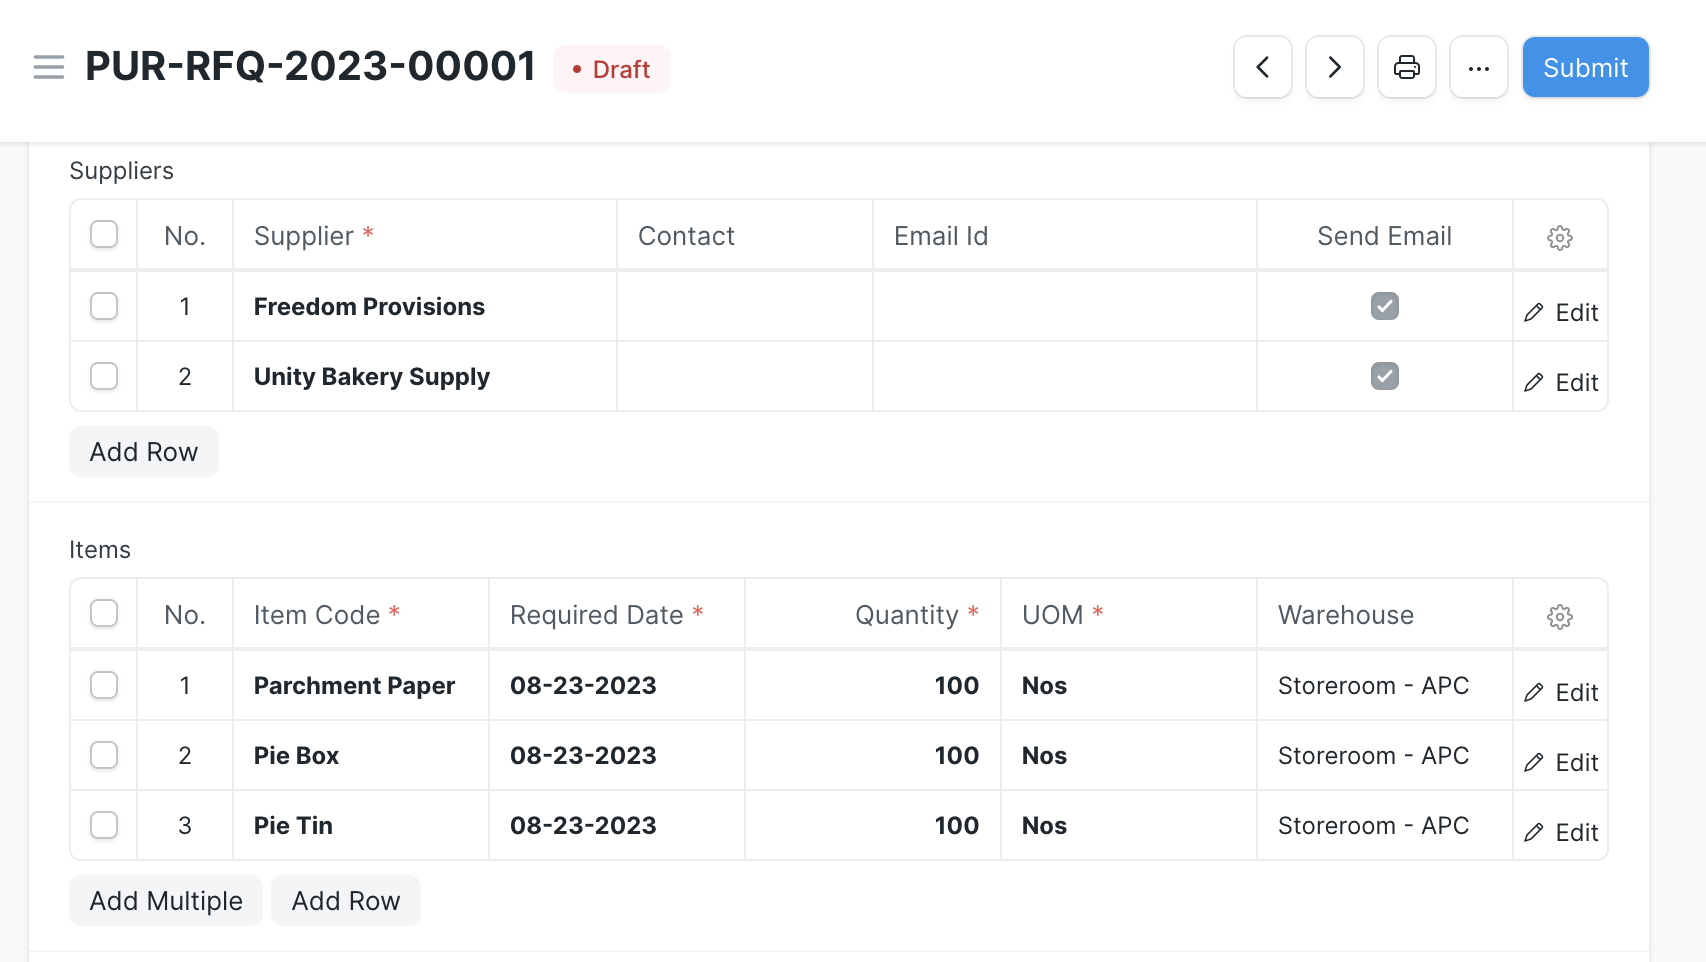 PUR-RFQ-2023-00001 • Draft ... Submit
Suppliers
No. Supplier * Contact Email Id Send Email
1 Freedom Provisions Edit
2 Unity Bakery Supply Edit
Add Row
Items
No. Item Code * Required Date * Quantity * UOM * Warehouse
1 Parchment Paper 08-23-2023 100 Nos Storeroom - APC Edit
2 Pie Box 08-23-2023 100 Nos Storeroom - APC Edit
3 Pie Tin 08-23-2023 100 Nos Storeroom - APC Edit
Add Multiple Add Row